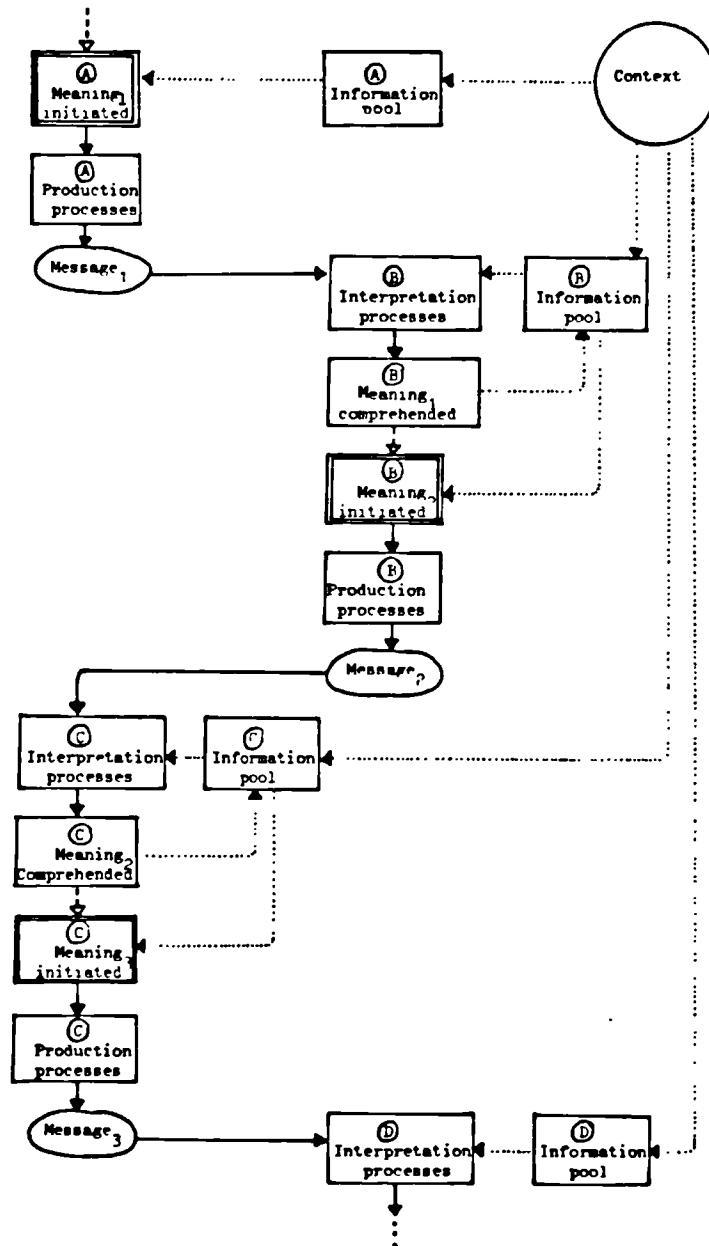 Ⓐ
Meaning₁
initiated
Ⓐ
Information
pool
Context
Ⓐ
Production
processes
Message₁
Ⓑ
Interpretation
processes
Ⓑ
Information
pool
Ⓑ
Meaning₁
comprehended
Ⓑ
Meaning₂
initiated
Ⓑ
Production
processes
Message₂
Ⓒ
Interpretation
processes
Ⓒ
Information
pool
Ⓒ
Meaning₂
Comprehended
Ⓒ
Meaning₃
initiated
Ⓒ
Production
processes
Message₃
Ⓓ
Interpretation
processes
Ⓓ
Information
pool